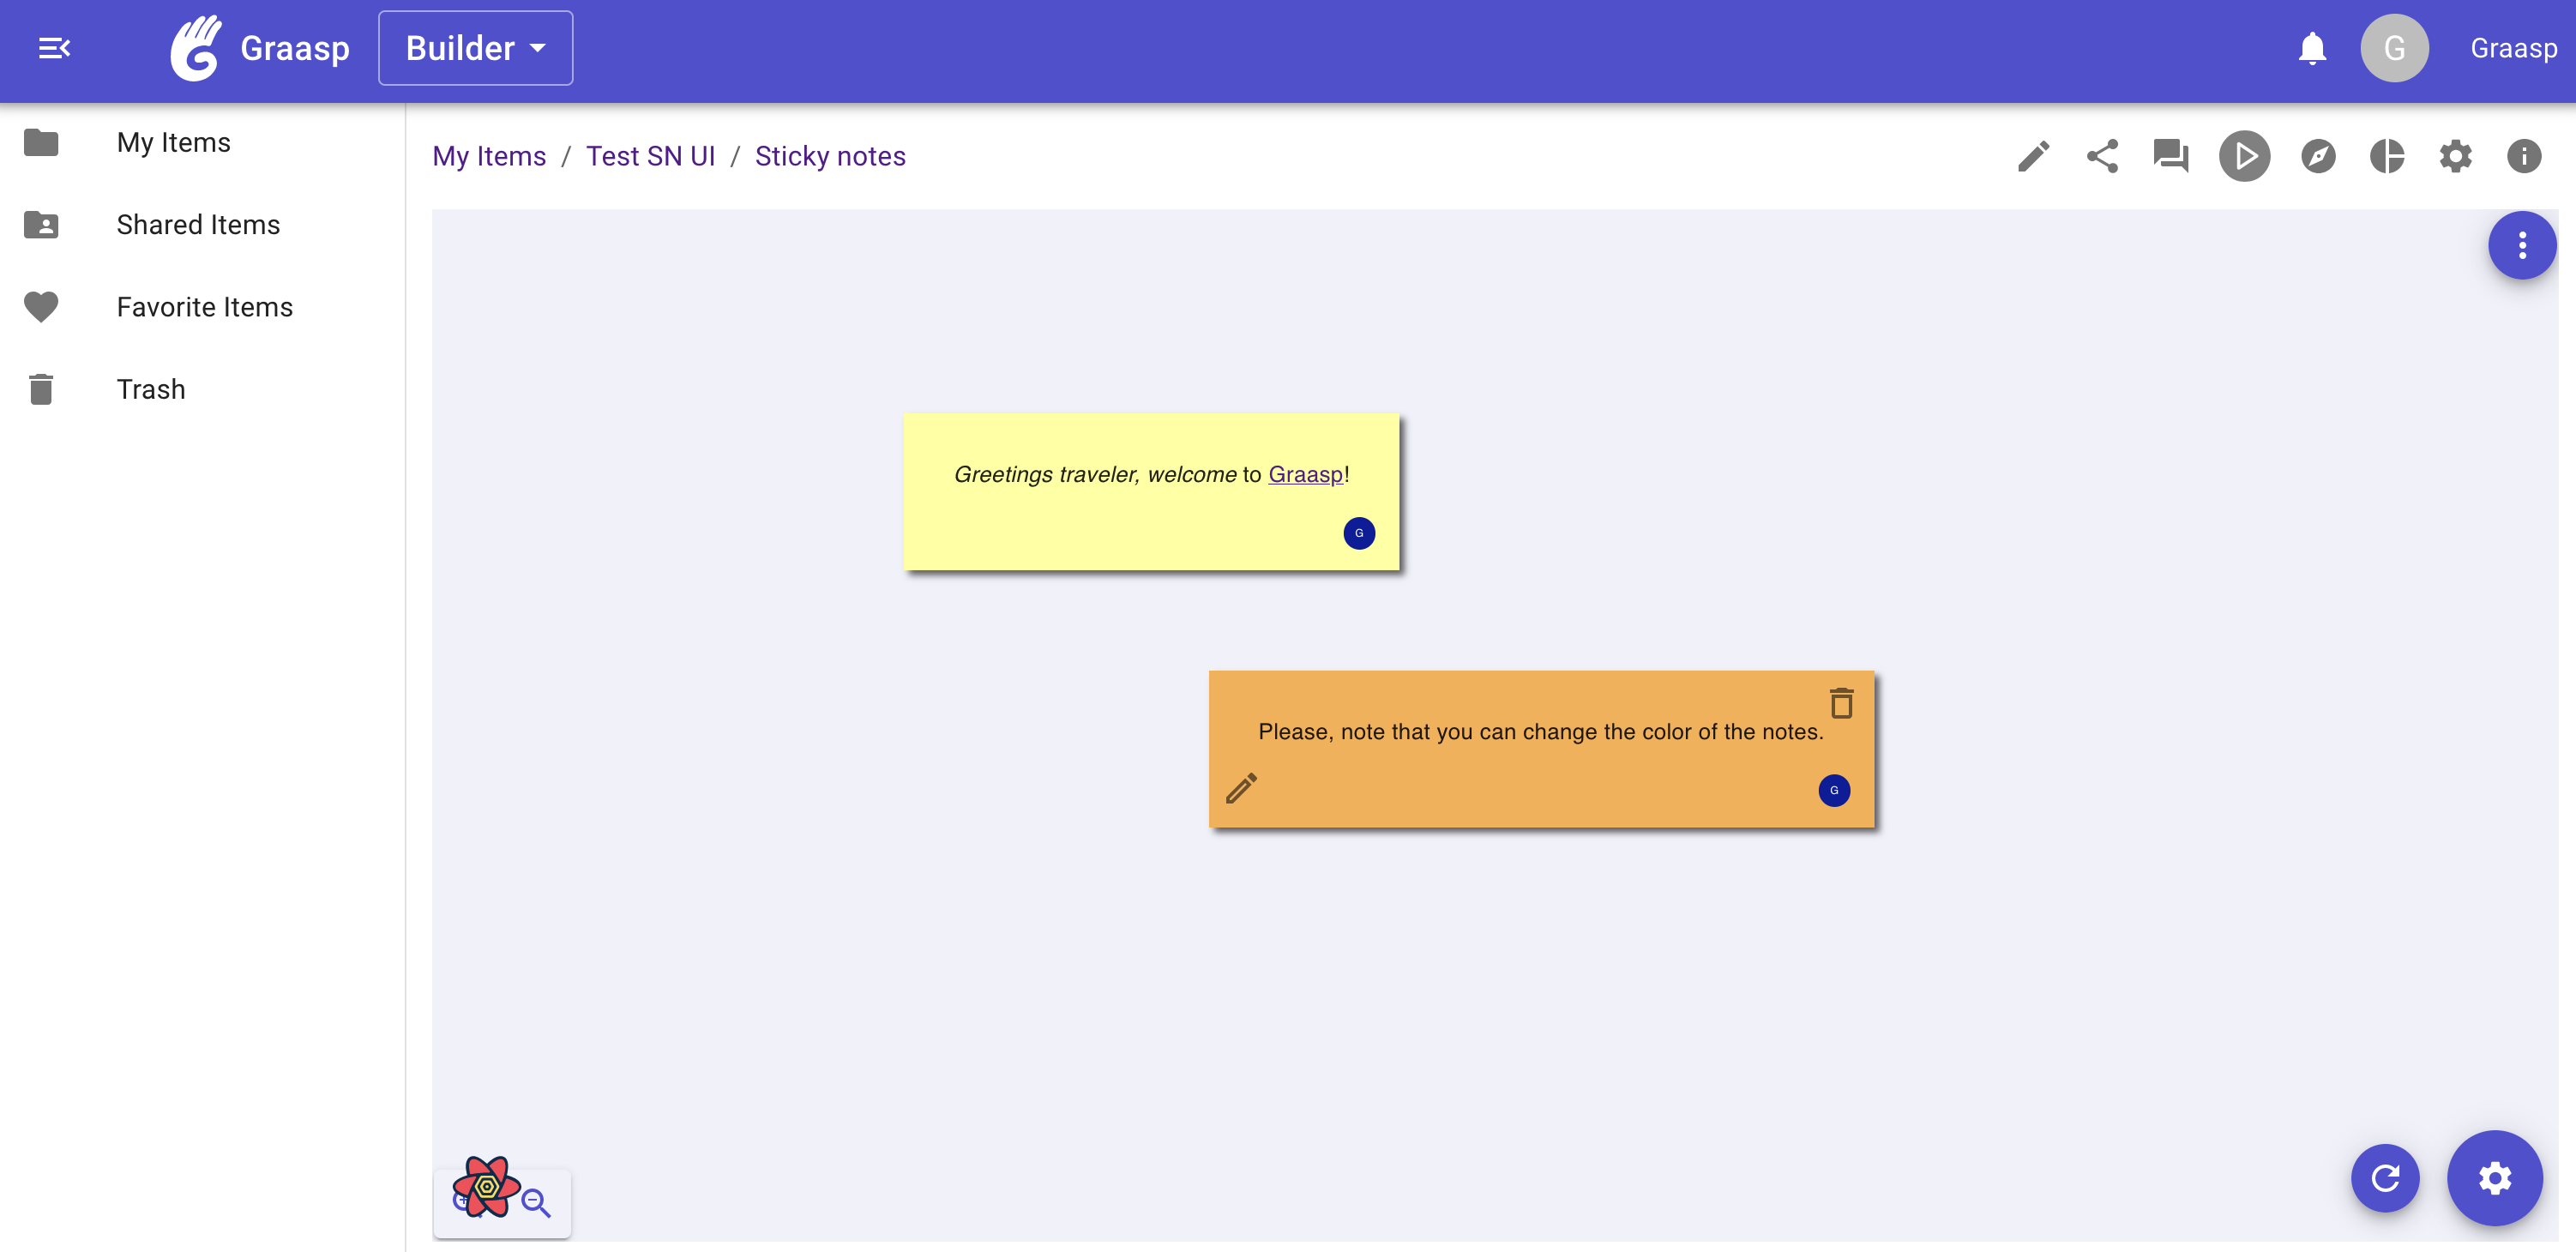 Graasp
Builder
G
Graasp
My Items
Shared Items
Favorite Items
Trash
My Items / Test SN UI / Sticky notes
Greetings traveler, welcome to Graasp!
G
Please, note that you can change the color of the notes.
G